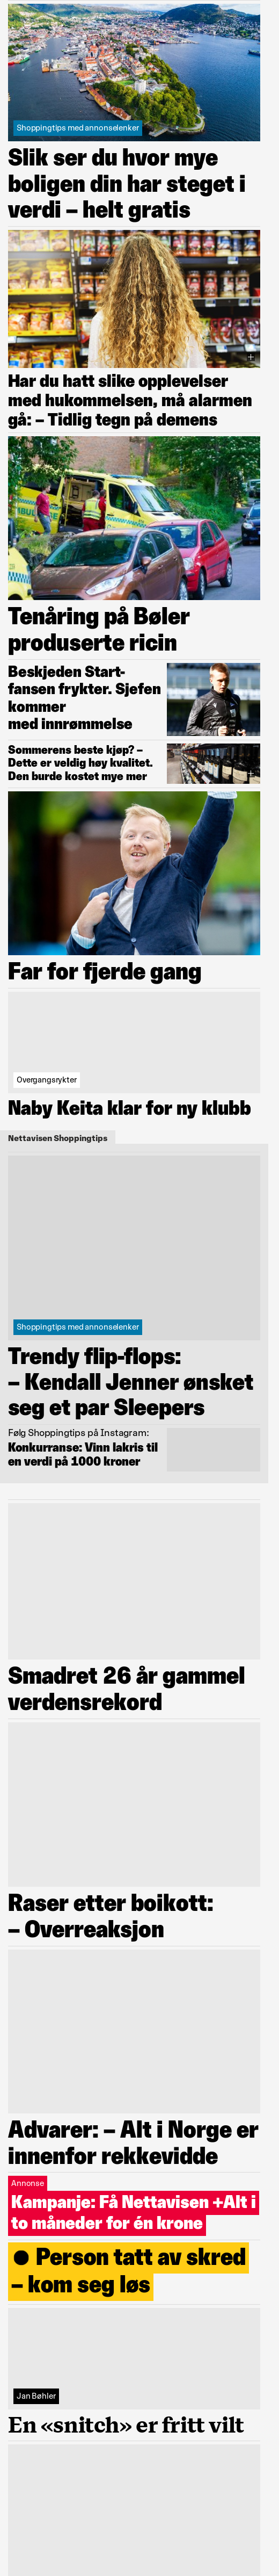 Shoppingtips med annonselenker
Slik ser du hvor mye
boligen din har steget i
verdi – helt gratis
Har du hatt slike opplevelser
med hukommelsen, må alarmen
gå: – Tidlig tegn på demens
Tenåring på Bøler
produserte ricin
Beskjeden Start-
fansen frykter. Sjefen
kommer
med innrømmelse
Sommerens beste kjøp? –
Dette er veldig høy kvalitet.
Den burde kostet mye mer
Far for fjerde gang
Overgangsrykter
Naby Keita klar for ny klubb
Nettavisen Shoppingtips
Shoppingtips med annonselenker
Trendy flip-flops:
– Kendall Jenner ønsket
seg et par Sleepers
Følg Shoppingtips på Instagram:
Konkurranse: Vinn lakris til
en verdi på 1000 kroner
Smadret 26 år gammel
verdensrekord
Raser etter boikott:
– Overreaksjon
Advarer: – Alt i Norge er
innenfor rekkevidde
Annonse
Kampanje: Få Nettavisen +Alt i
to måneder for én krone
● Person tatt av skred
– kom seg løs
Jan Bøhler
En «snitch» er fritt vilt